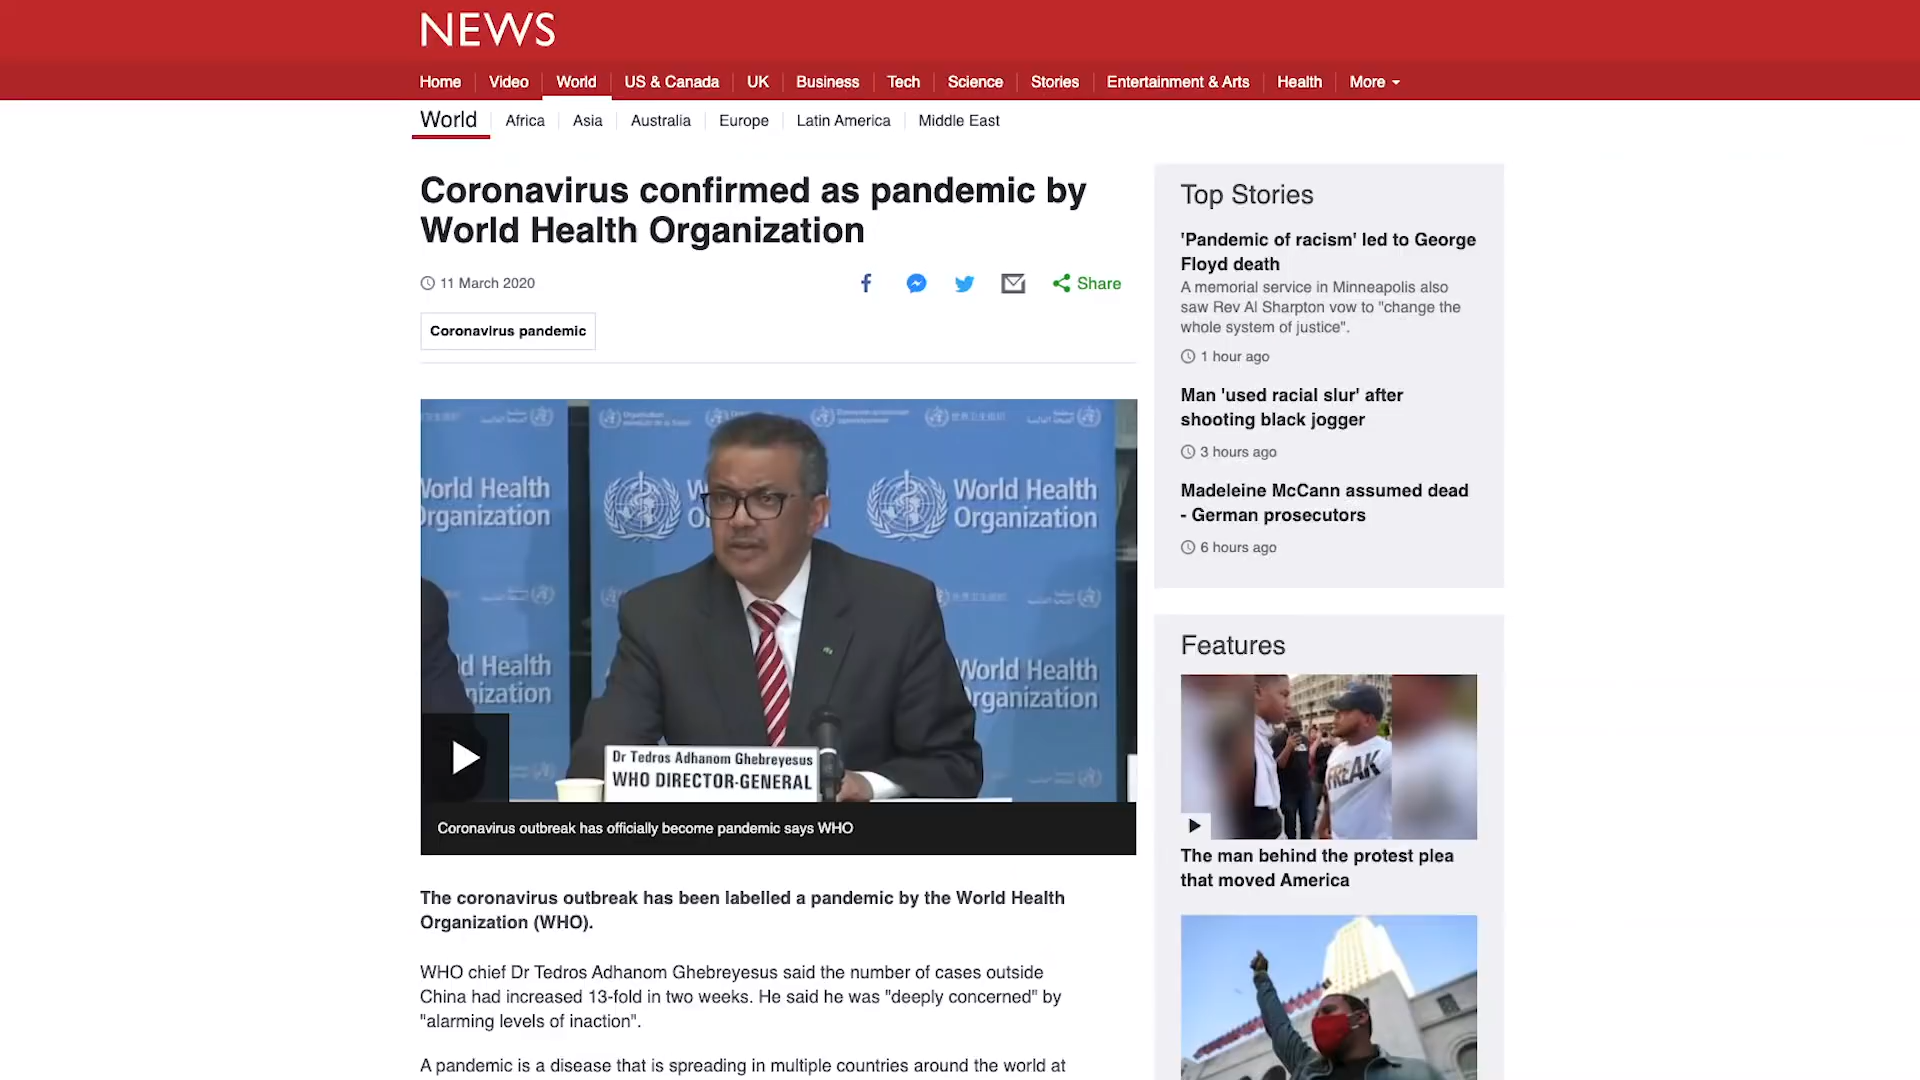 NEWS
Home Video World US & Canada UK Business Tech Science Stories Entertainment & Arts Health More
World Africa Asia Australia Europe Latin America Middle East
Coronavirus confirmed as pandemic by
World Health Organization
11 March 2020
Share
Coronavirus pandemic
World Health
Organization
World Health
Organization
World Health
Organization
Dr Tedros Adhanom Ghebreyesus
WHO DIRECTOR-GENERAL
Coronavirus outbreak has officially become pandemic says WHO
The coronavirus outbreak has been labelled a pandemic by the World Health
Organization (WHO).
WHO chief Dr Tedros Adhanom Ghebreyesus said the number of cases outside
China had increased 13-fold in two weeks. He said he was "deeply concerned" by
"alarming levels of inaction".
A pandemic is a disease that is spreading in multiple countries around the world at
Top Stories
'Pandemic of racism' led to George
Floyd death
A memorial service in Minneapolis also
saw Rev Al Sharpton vow to "change the
whole system of justice".
1 hour ago
Man 'used racial slur' after
shooting black jogger
3 hours ago
Madeleine McCann assumed dead
- German prosecutors
6 hours ago
Features
FREAK
The man behind the protest plea
that moved America